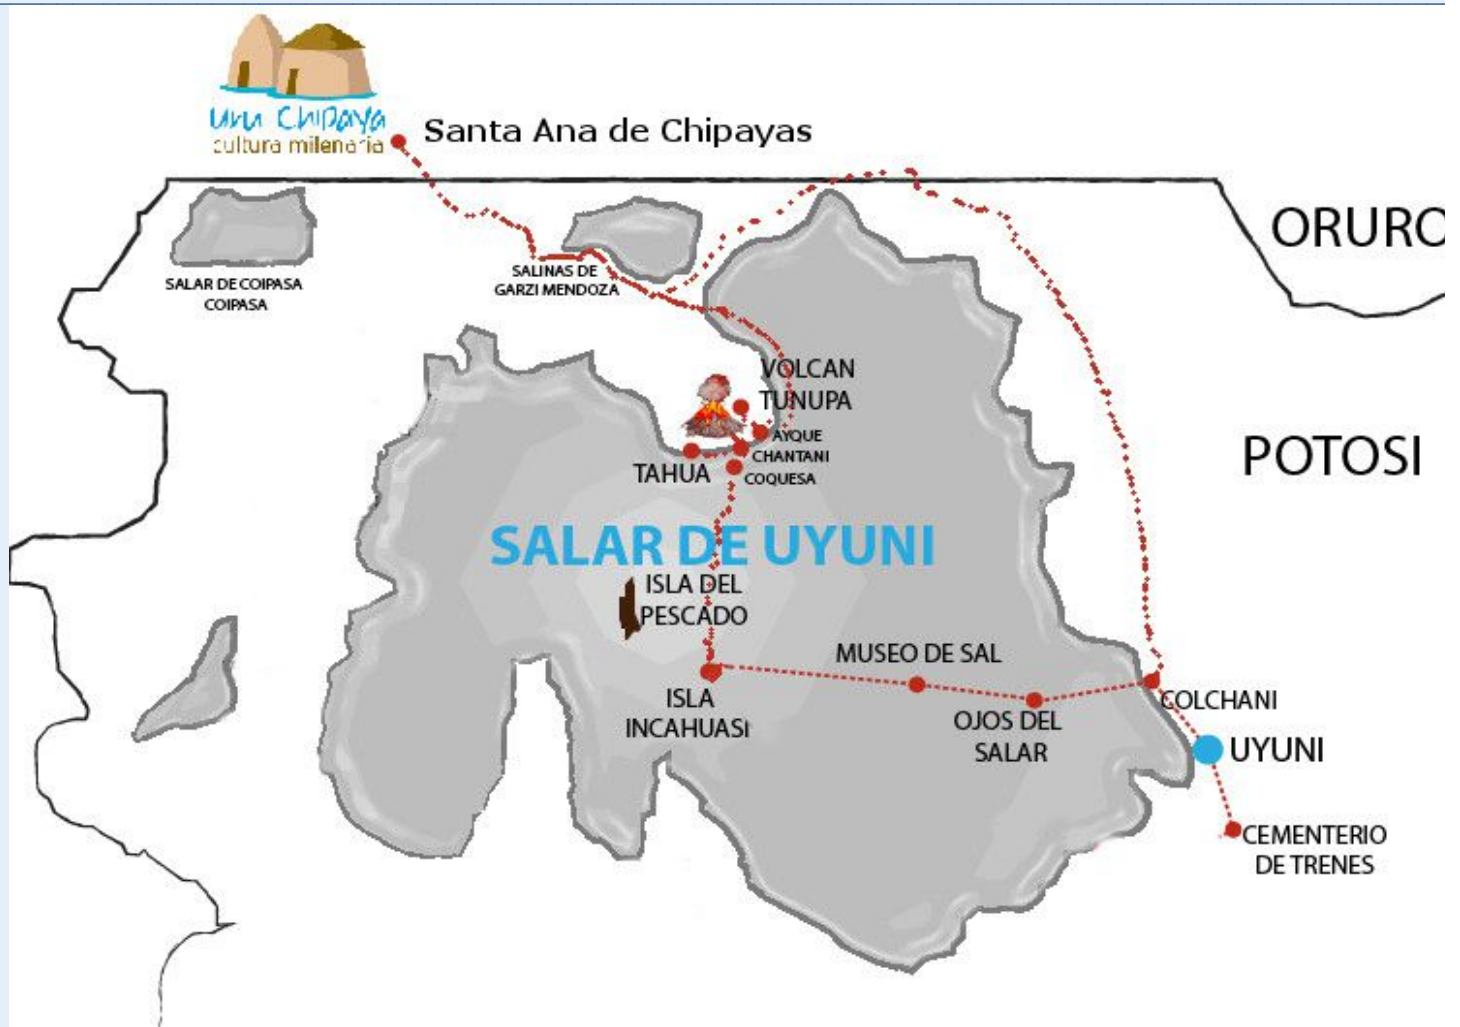 Uru Chipaya
cultura milenaria
Santa Ana de Chipayas
ORURO
SALAR DE COIPASA
COIPASA
SALINAS DE
GARZI MENDOZA
VOLCAN
TUNUPA
AYQUE
CHANTANI
COQUESA
TAHUA
POTOSI
SALAR DE UYUNI
ISLA DEL
PESCADO
MUSEO DE SAL
ISLA
INCAHUASI
OJOS DEL
SALAR
COLCHANI
UYUNI
CEMENTERIO
DE TRENES